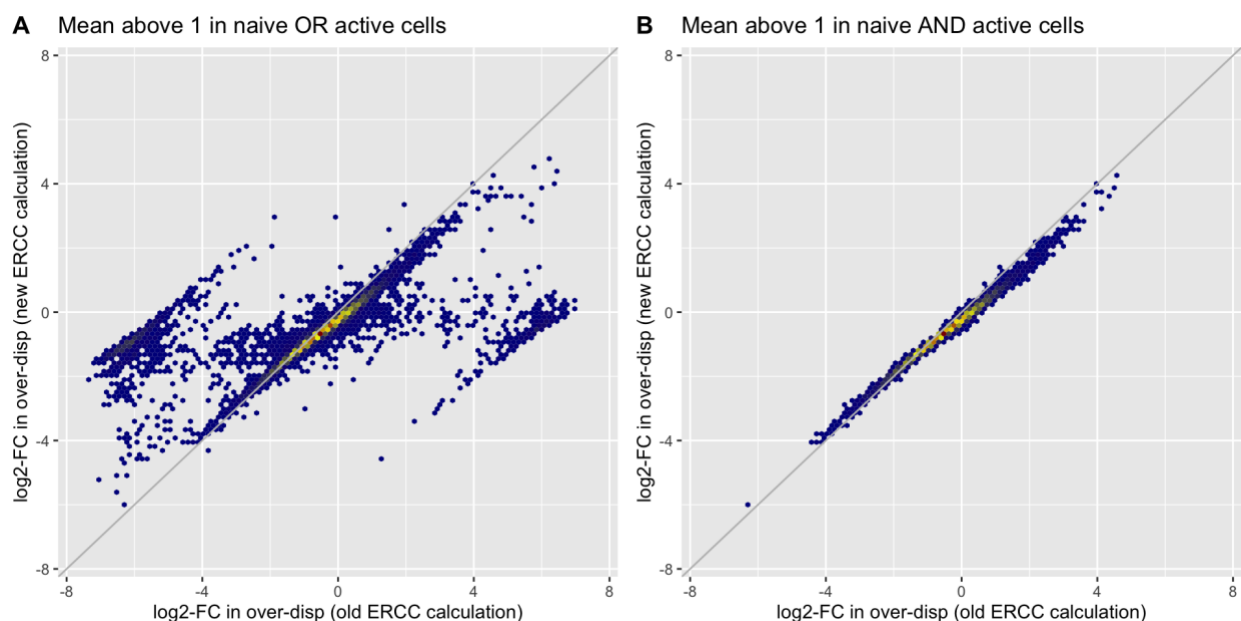 A Mean above 1 in naive OR active cells
8
4
0
-4
-8
-8 -4 0 4 8
log2-FC in over-disp (new ERCC calculation)
log2-FC in over-disp (old ERCC calculation)
B Mean above 1 in naive AND active cells
8
4
0
-4
-8
-8 -4 0 4 8
log2-FC in over-disp (new ERCC calculation)
log2-FC in over-disp (old ERCC calculation)